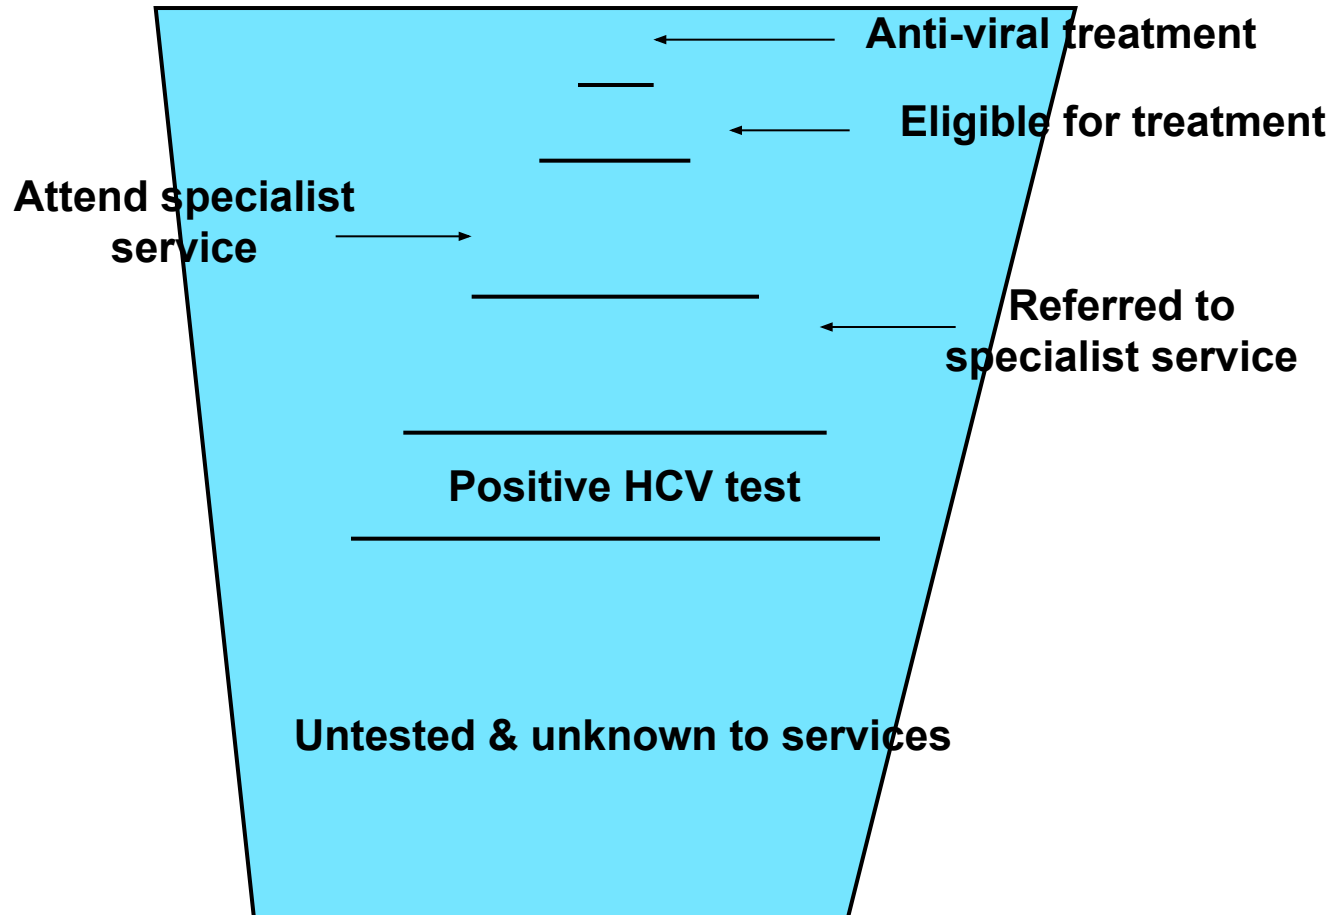 Anti-viral treatment
Eligible for treatment
Attend specialist
service
Referred to
specialist service
Positive HCV test
Untested & unknown to services